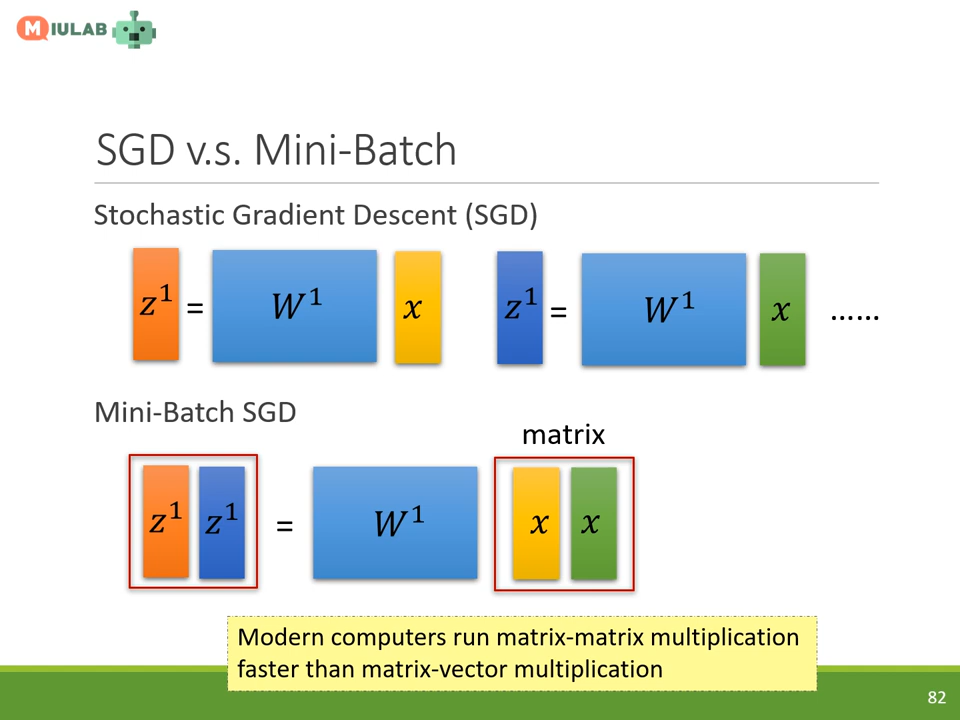 MIULAB
SGD v.s. Mini-Batch
Stochastic Gradient Descent (SGD)
z¹ = W¹ x z¹ = W¹ x ……
Mini-Batch SGD
matrix
z¹ z¹ = W¹ x x
Modern computers run matrix-matrix multiplication
faster than matrix-vector multiplication
82